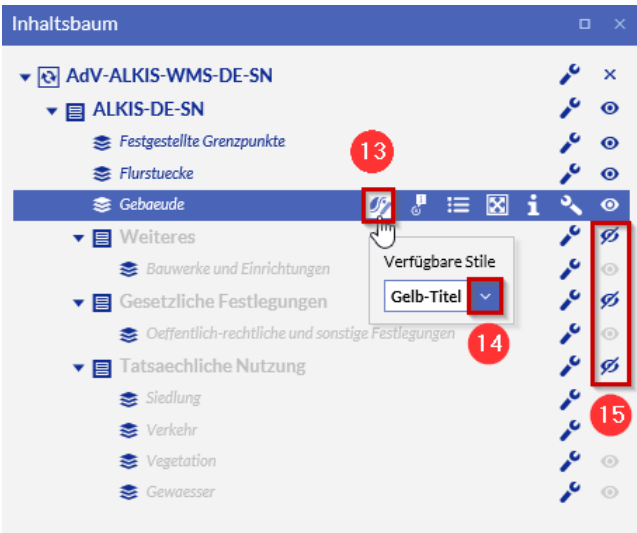 Inhaltsbaum
AdV-ALKIS-WMS-DE-SN
ALKIS-DE-SN
Festgestellte Grenzpunkte
13
Flurstuecke
Gebaeude
Weiteres
Verfügbare Stile
Bauwerke und Einrichtungen
Gelb-Titel
Gesetzliche Festlegungen
Oeffentlich-rechtliche und sonstige Festlegungen
14
Tatsaechliche Nutzung
Siedlung
15
Verkehr
Vegetation
Gewaesser